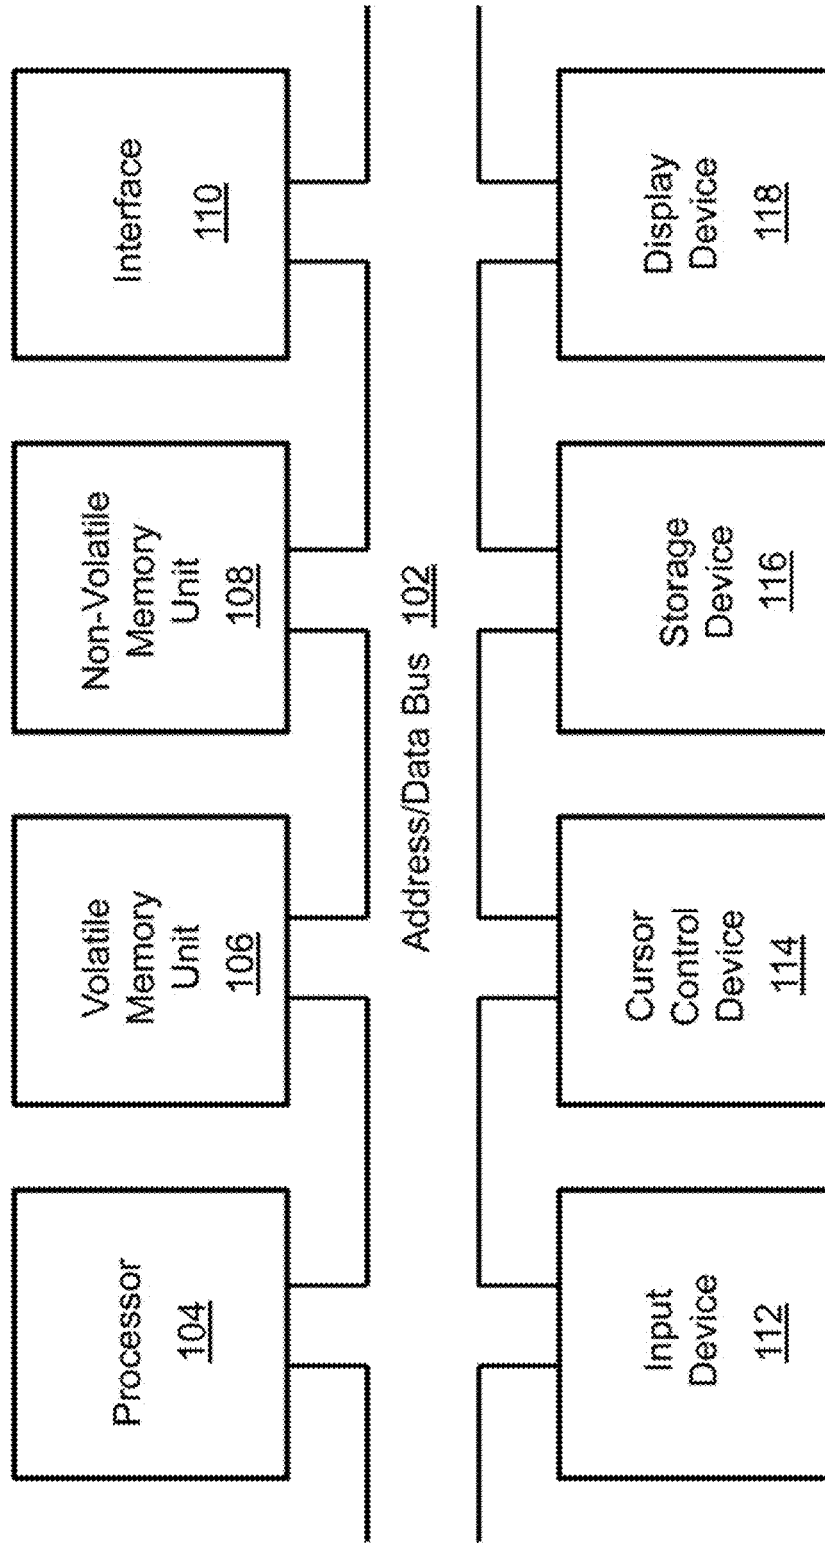 Processor
104
Volatile
Memory
Unit
106
Non-Volatile
Memory
Unit
108
Interface
110
Address/Data Bus 102
Input
Device
112
Cursor
Control
Device
114
Storage
Device
116
Display
Device
118